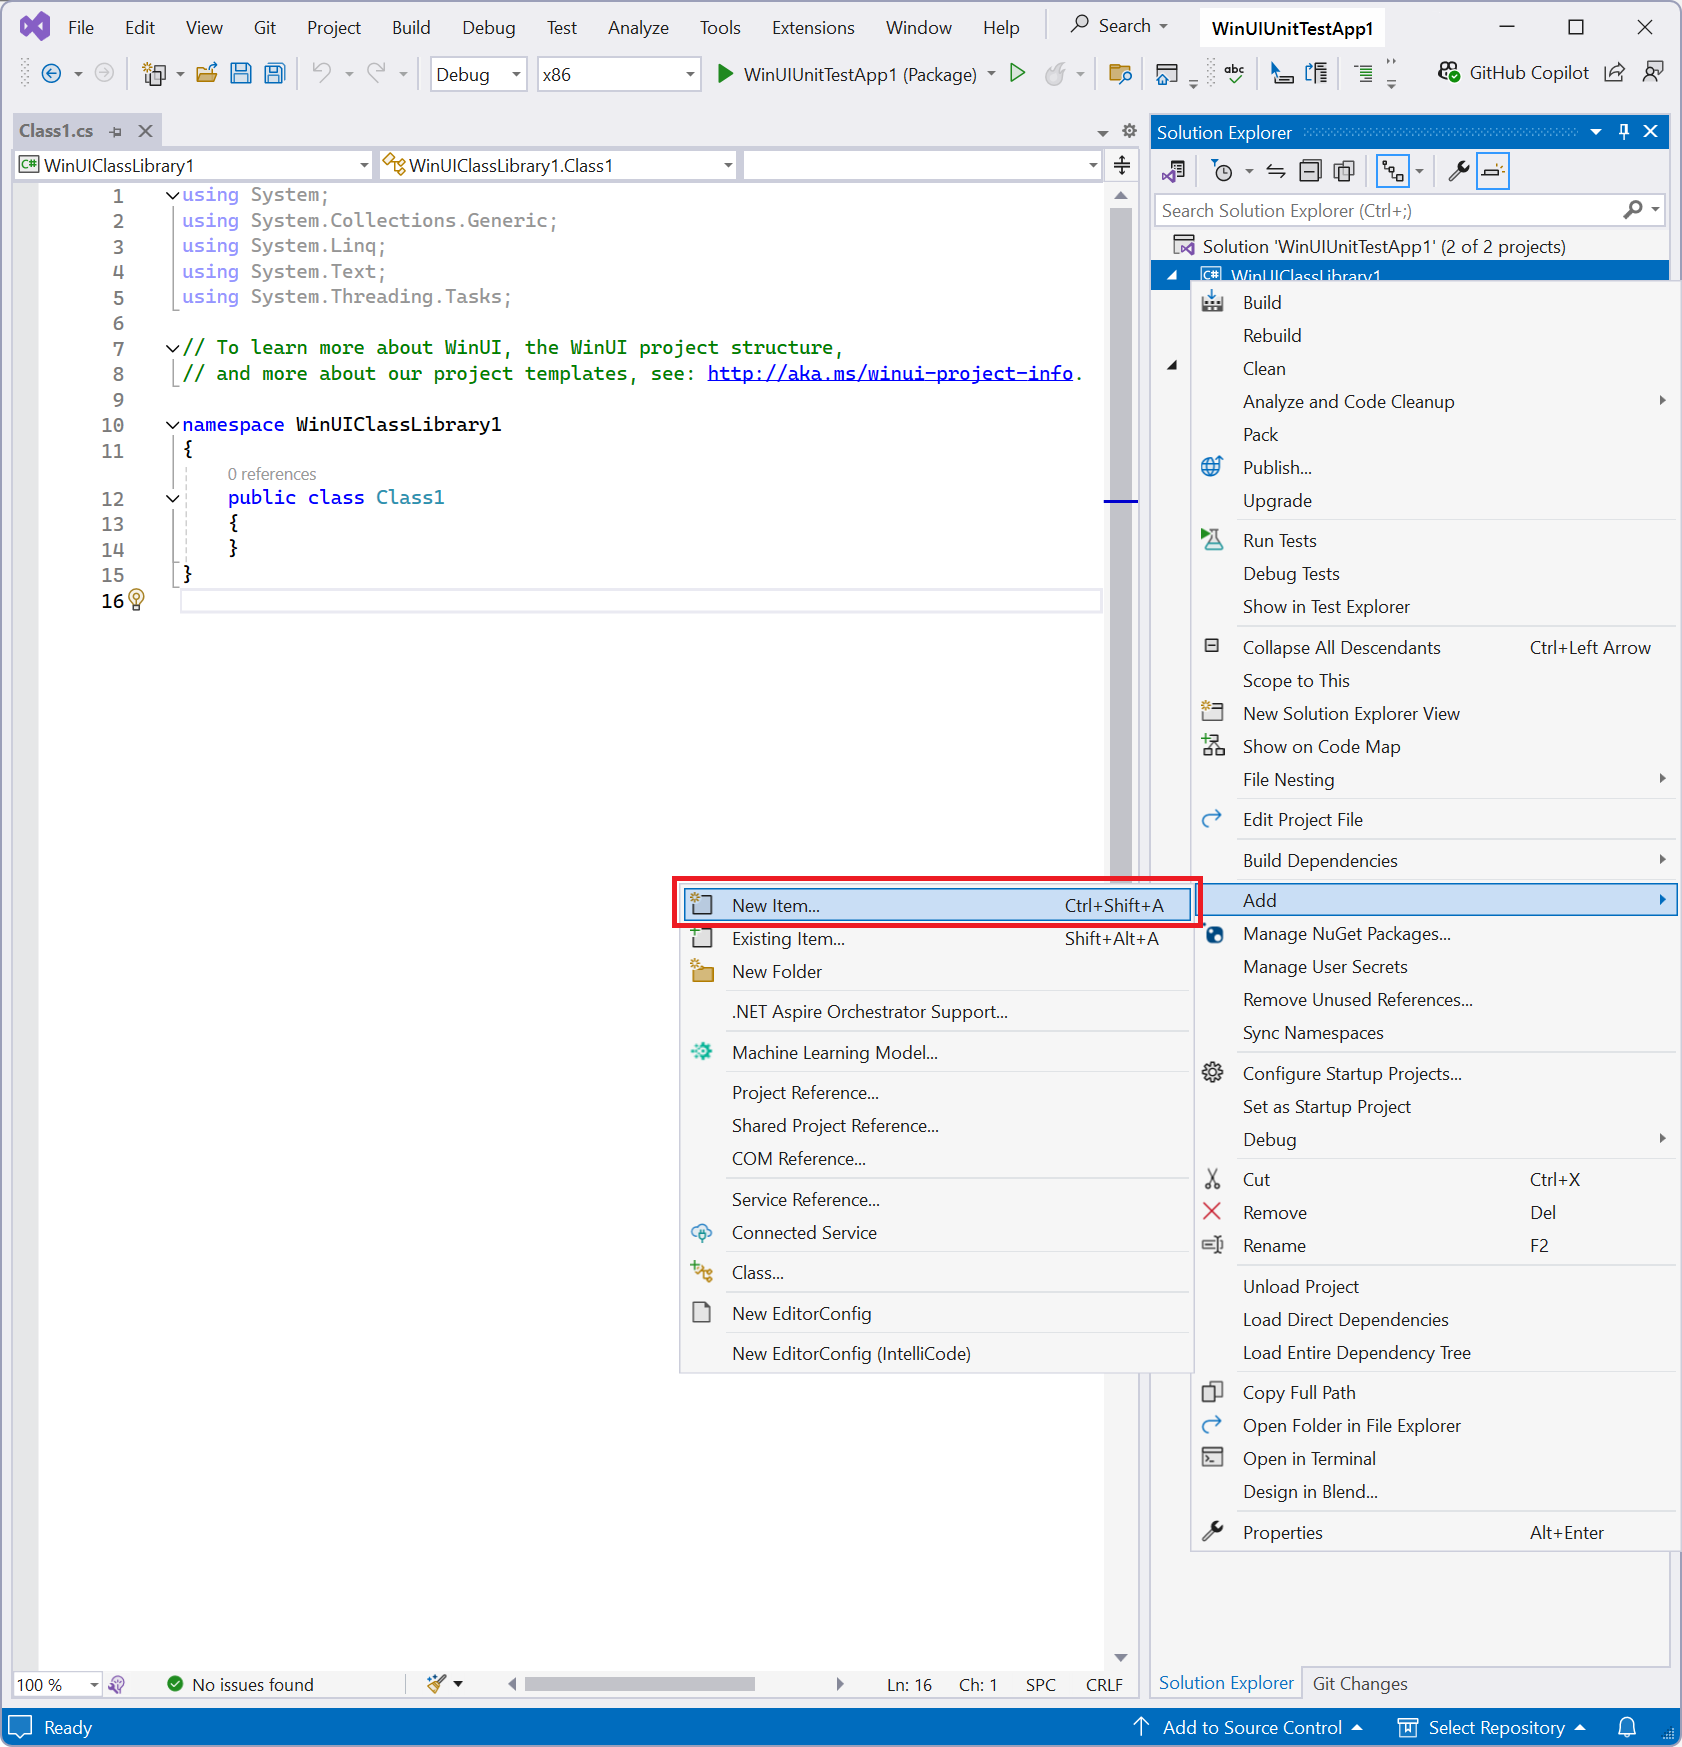 File Edit View Git Project Build Debug Test Analyze Tools Extensions Window Help Search WinUIUnitTestApp1
Debug x86 WinUIUnitTestApp1 (Package) abc GitHub Copilot
Class1.cs
C# WinUIClassLibrary1 WinUIClassLibrary1.Class1
1 using System;
2 using System.Collections.Generic;
3 using System.Linq;
4 using System.Text;
5 using System.Threading.Tasks;
6
7 // To learn more about WinUI, the WinUI project structure,
8 // and more about our project templates, see: http://aka.ms/winui-project-info.
9
10 namespace WinUIClassLibrary1
11 {
0 references
12 public class Class1
13 {
14 }
15 }
16
Solution Explorer
Search Solution Explorer (Ctrl+;)
Solution 'WinUIUnitTestApp1' (2 of 2 projects)
C# WinUIClassLibrary1
Build
Rebuild
Clean
Analyze and Code Cleanup
Pack
Publish...
Upgrade
Run Tests
Debug Tests
Show in Test Explorer
Collapse All Descendants Ctrl+Left Arrow
Scope to This
New Solution Explorer View
Show on Code Map
File Nesting
Edit Project File
Build Dependencies
Add
Manage NuGet Packages...
Manage User Secrets
Remove Unused References...
Sync Namespaces
Configure Startup Projects...
Set as Startup Project
Debug
Cut Ctrl+X
Remove Del
Rename F2
Unload Project
Load Direct Dependencies
Load Entire Dependency Tree
Copy Full Path
Open Folder in File Explorer
Open in Terminal
Design in Blend...
Properties Alt+Enter
New Item... Ctrl+Shift+A
Existing Item... Shift+Alt+A
New Folder
.NET Aspire Orchestrator Support...
Machine Learning Model...
Project Reference...
Shared Project Reference...
COM Reference...
Service Reference...
Connected Service
Class...
New EditorConfig
New EditorConfig (IntelliCode)
100 % No issues found Ln: 16 Ch: 1 SPC CRLF
Solution Explorer Git Changes
Ready Add to Source Control Select Repository